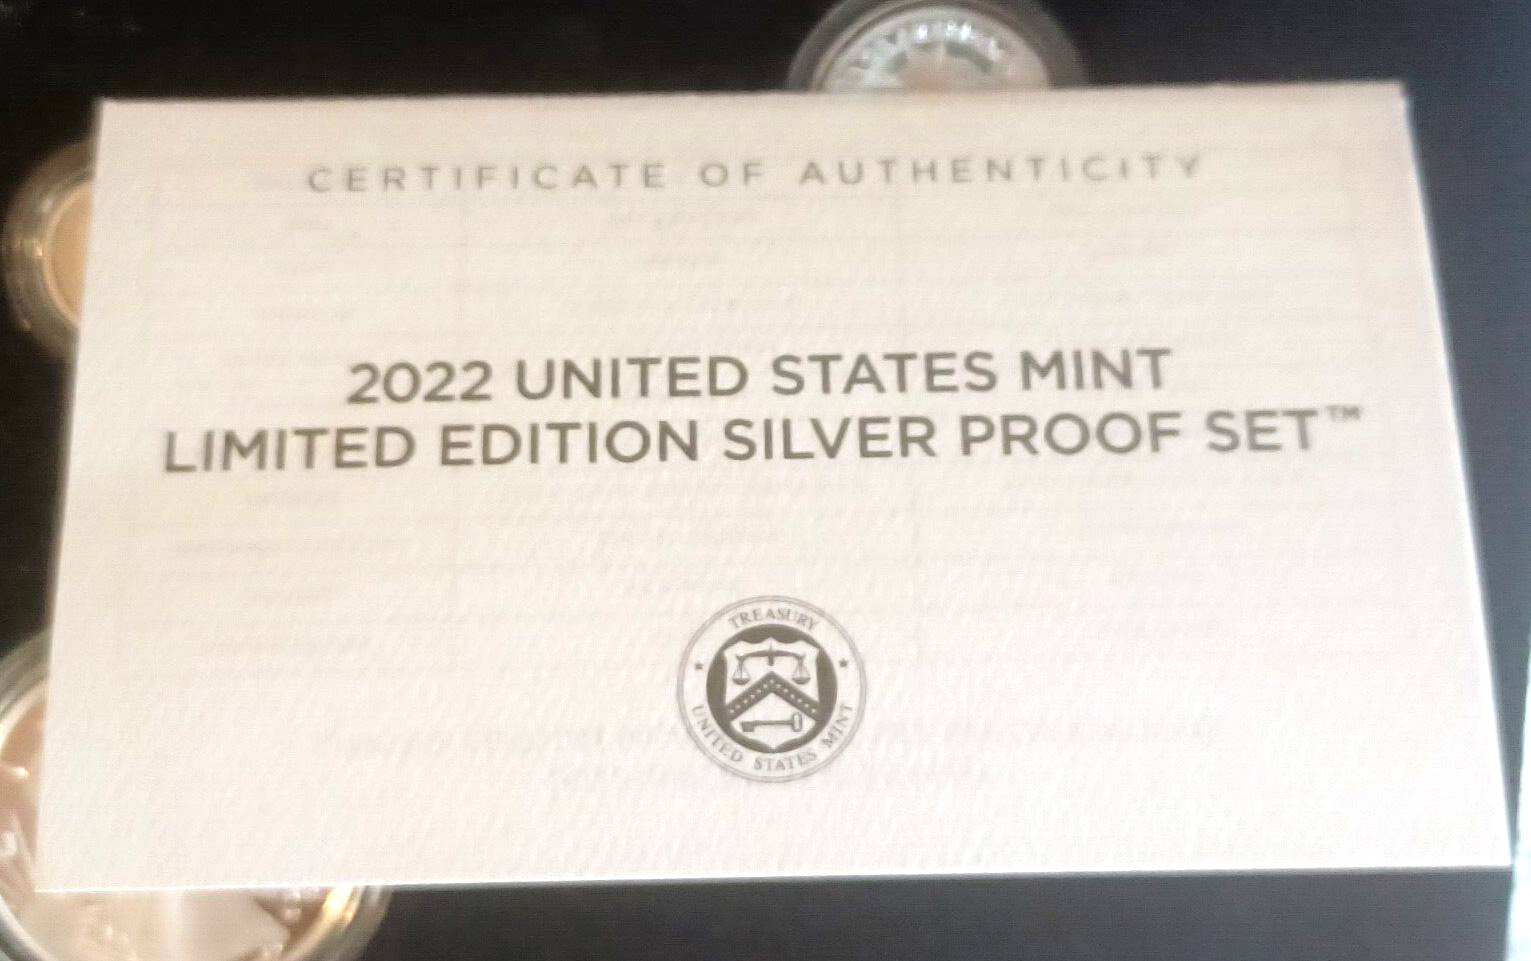 CERTIFICATE OF AUTHENTICITY
2022 UNITED STATES MINT
LIMITED EDITION SILVER PROOF SET™
TREASURY
UNITED STATES MINT